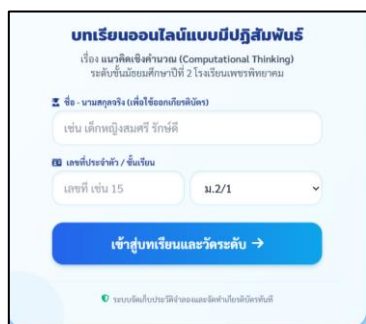 บทเรียนออนไลน์แบบมีปฏิสัมพันธ์
เรื่อง แนวคิดเชิงคำนวณ (Computational Thinking)
ระดับชั้นมัธยมศึกษาปีที่ 2 โรงเรียนเพชรพิทยาคม
ชื่อ - นามสกุลจริง (เพื่อใช้ออกเกียรติบัตร)
เช่น เด็กหญิงสมศรี รักษ์ดี
เลขที่ประจำตัว / ชั้นเรียน
เลขที่ เช่น 15
ม.2/1
เข้าสู่บทเรียนและวัดระดับ →
ระบบจัดเก็บประวัติจำลองและจัดทำเกียรติบัตรทันที